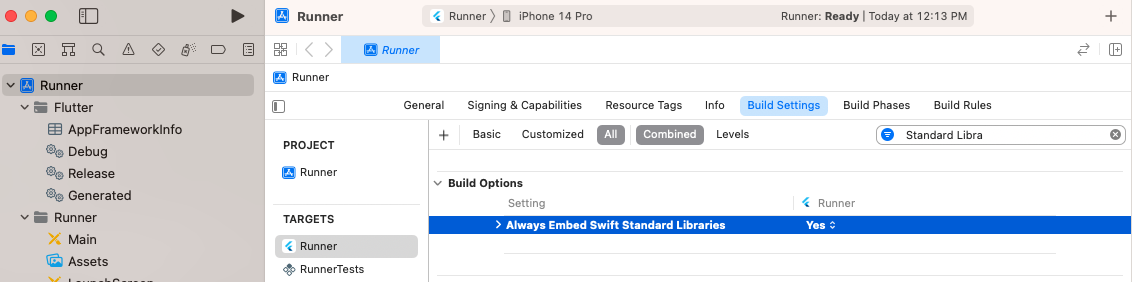 Runner
Runner 〉 iPhone 14 Pro
Runner: Ready | Today at 12:13 PM
Runner
Runner
Runner
Flutter
AppFrameworkInfo
Debug
Release
Generated
Runner
Main
Assets
LaunchScreen
General Signing & Capabilities Resource Tags Info Build Settings Build Phases Build Rules
PROJECT
Runner
TARGETS
Runner
RunnerTests
+ Basic Customized All Combined Levels
Standard Libra
Build Options
Setting Runner
Always Embed Swift Standard Libraries Yes